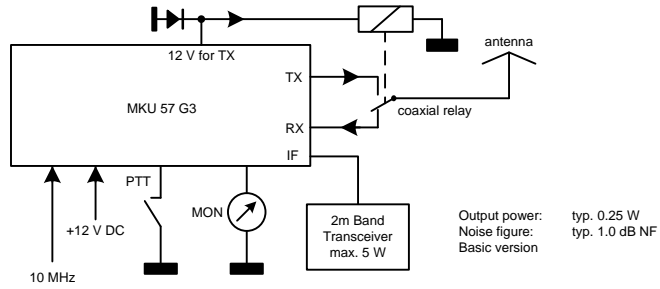 12 V for TX
MKU 57 G3
TX
RX
IF
antenna
coaxial relay
PTT
MON
+12 V DC
10 MHz
2m Band
Transceiver
max. 5 W
Output power: typ. 0.25 W
Noise figure: typ. 1.0 dB NF
Basic version